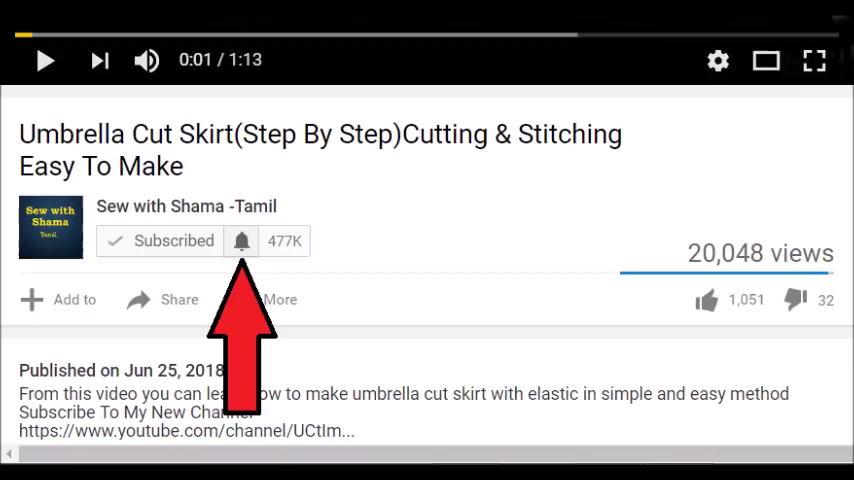 0:01 / 1:13
Umbrella Cut Skirt(Step By Step)Cutting & Stitching
Easy To Make
Sew with
Shama
Tamil
Sew with Shama -Tamil
Subscribed
477K
20,048 views
Add to
Share
More
1,051
32
Published on Jun 25, 2018
From this video you can lea ow to make umbrella cut skirt with elastic in simple and easy method
Subscribe To My New Channel
https://www.youtube.com/channel/UCtIm...